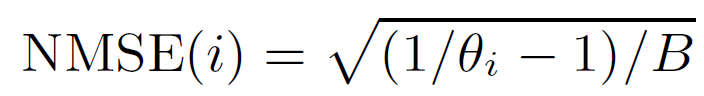 NMSE(i) = √(1/θᵢ − 1)/B